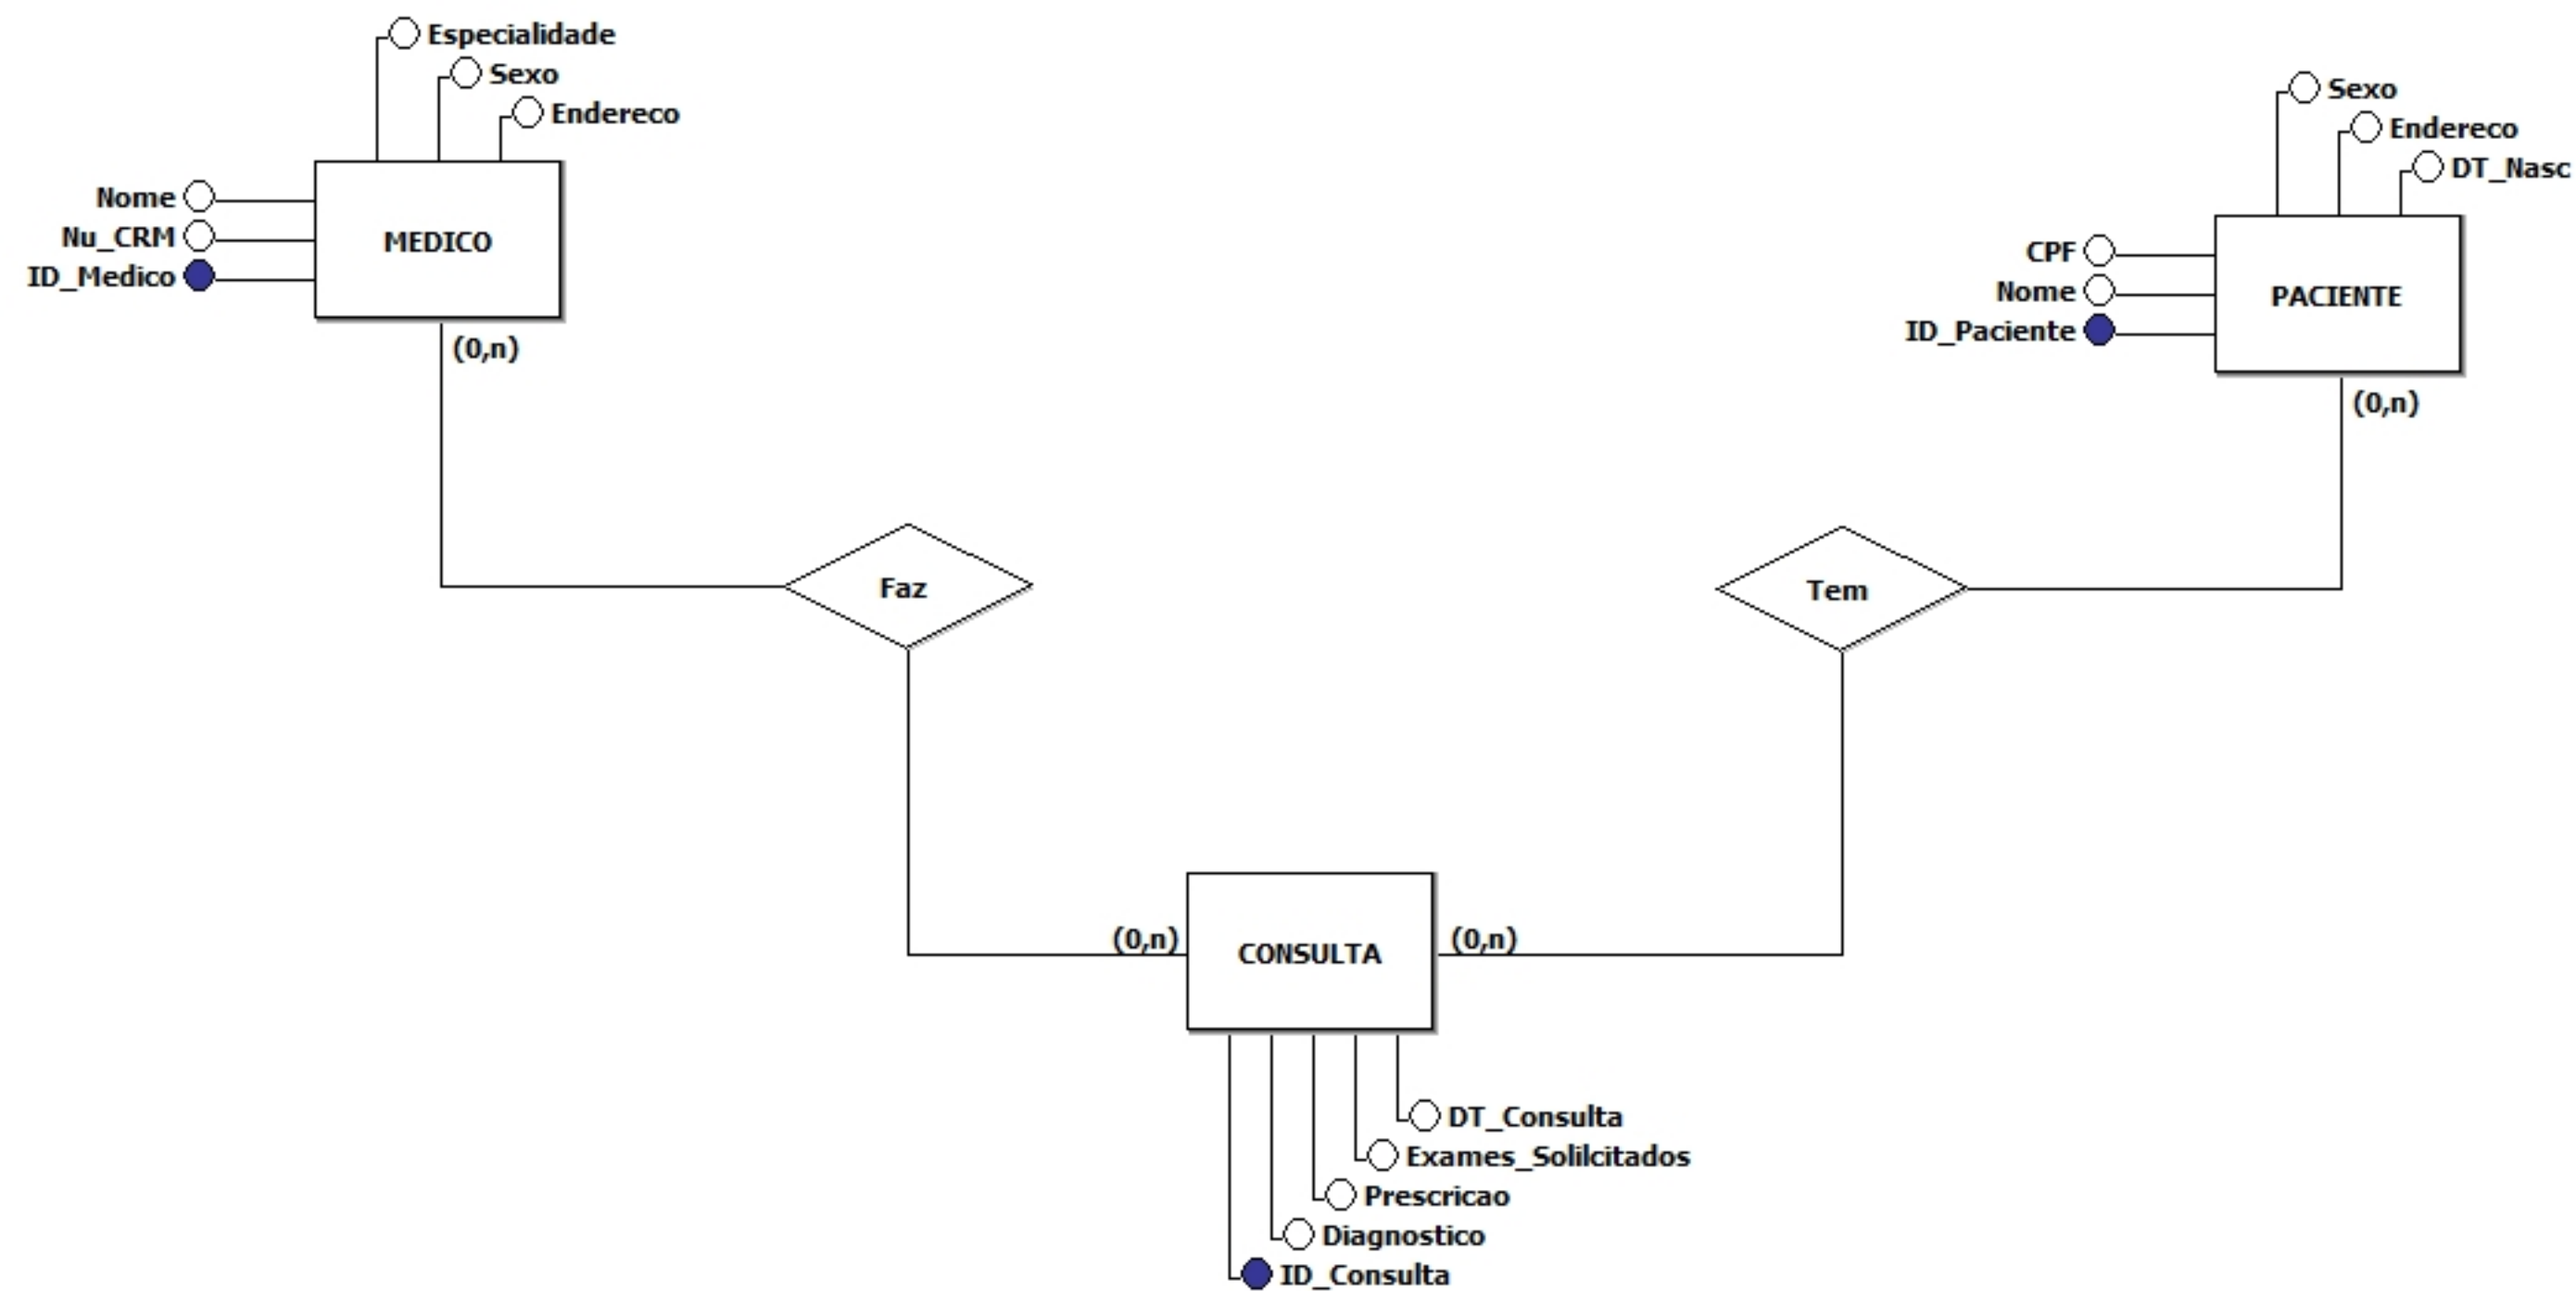 Especialidade
Sexo
Endereco
Nome
Nu_CRM
ID_Medico
MEDICO
(0,n)
Sexo
Endereco
DT_Nasc
CPF
Nome
ID_Paciente
PACIENTE
(0,n)
Faz
Tem
(0,n)
CONSULTA
(0,n)
DT_Consulta
Exames_Solilcitados
Prescricao
Diagnostico
ID_Consulta